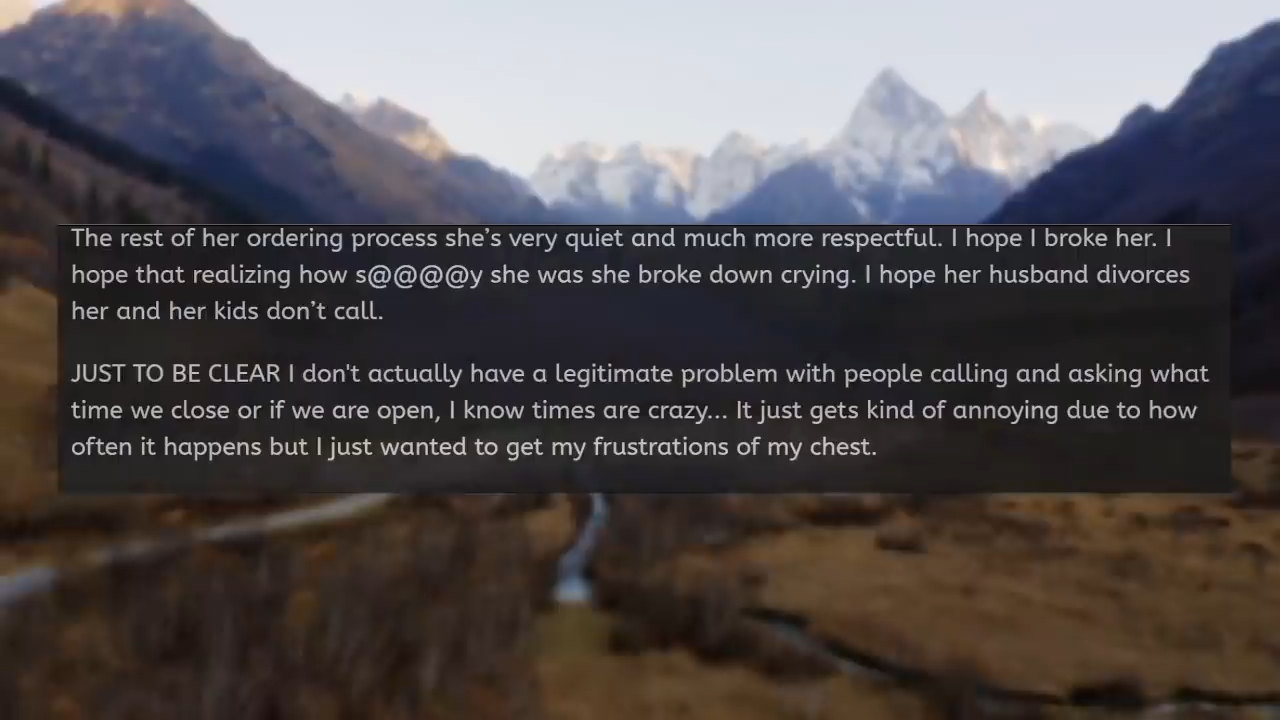 The rest of her ordering process she’s very quiet and much more respectful. I hope I broke her. I
hope that realizing how s@@@@y she was she broke down crying. I hope her husband divorces
her and her kids don’t call.
JUST TO BE CLEAR I don't actually have a legitimate problem with people calling and asking what
time we close or if we are open, I know times are crazy... It just gets kind of annoying due to how
often it happens but I just wanted to get my frustrations of my chest.